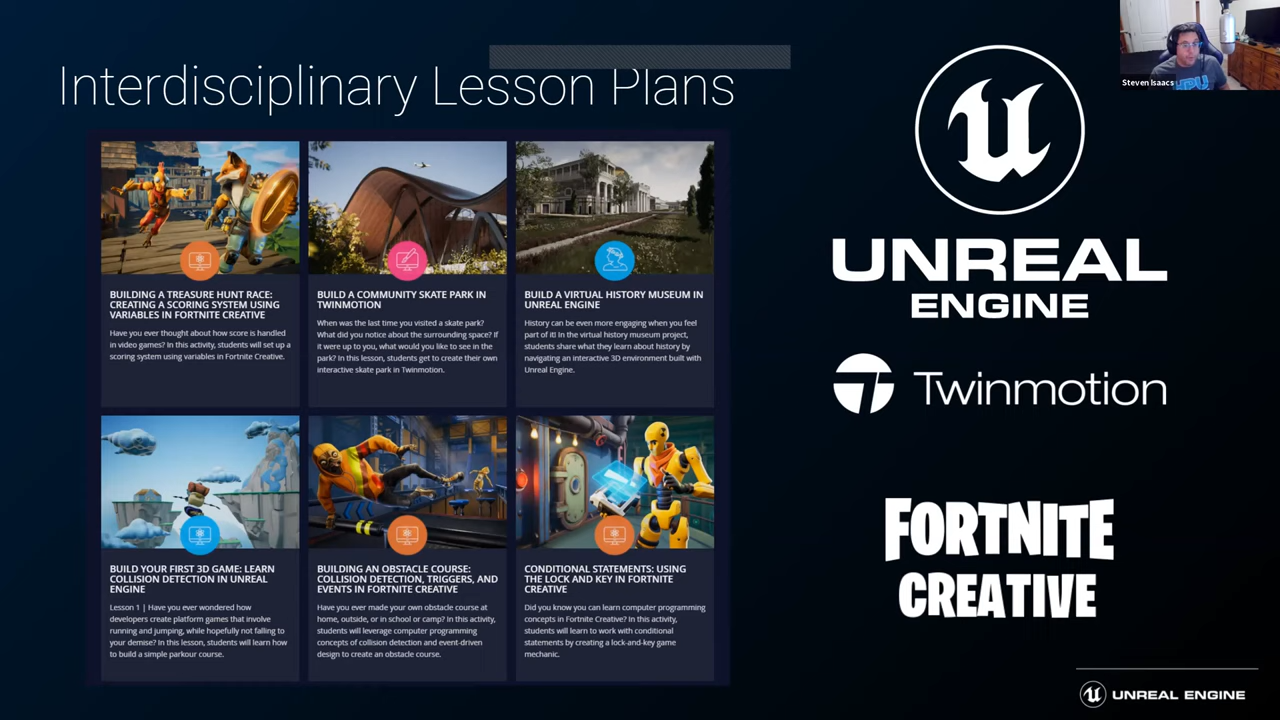 Interdisciplinary Lesson Plans
Steven Isaacs
BUILDING A TREASURE HUNT RACE:
CREATING A SCORING SYSTEM USING
VARIABLES IN FORTNITE CREATIVE
Have you ever thought about how score is handled
in video games? In this activity, students will set up a
scoring system using variables in Fortnite Creative.
BUILD A COMMUNITY SKATE PARK IN
TWINMOTION
When was the last time you visited a skate park?
What did you notice about the surrounding space? If
it were up to you, what would you like to see in the
park? In this lesson, students get to create their own
interactive skate park in Twinmotion.
BUILD A VIRTUAL HISTORY MUSEUM IN
UNREAL ENGINE
History can be even more engaging when you feel
part of it! In the virtual history museum project,
students share what they learn about history by
navigating an interactive 3D environment built with
Unreal Engine.
BUILD YOUR FIRST 3D GAME: LEARN
COLLISION DETECTION IN UNREAL
ENGINE
Lesson 1 | Have you ever wondered how
developers create platform games that involve
running and jumping, while hopefully not falling to
your demise? In this lesson, students will learn how
to build a simple parkour course.
BUILDING AN OBSTACLE COURSE:
COLLISION DETECTION, TRIGGERS, AND
EVENTS IN FORTNITE CREATIVE
Have you ever made your own obstacle course at
home, outside, or in school or camp? In this activity,
students will leverage computer programming
concepts of collision detection and event-driven
design to create an obstacle course.
CONDITIONAL STATEMENTS: USING
THE LOCK AND KEY IN FORTNITE
CREATIVE
Did you know you can learn computer programming
concepts in Fortnite Creative? In this activity,
students will learn to work with conditional
statements by creating a lock-and-key game
mechanic.
UNREAL
ENGINE
Twinmotion
FORTNITE
CREATIVE
UNREAL ENGINE